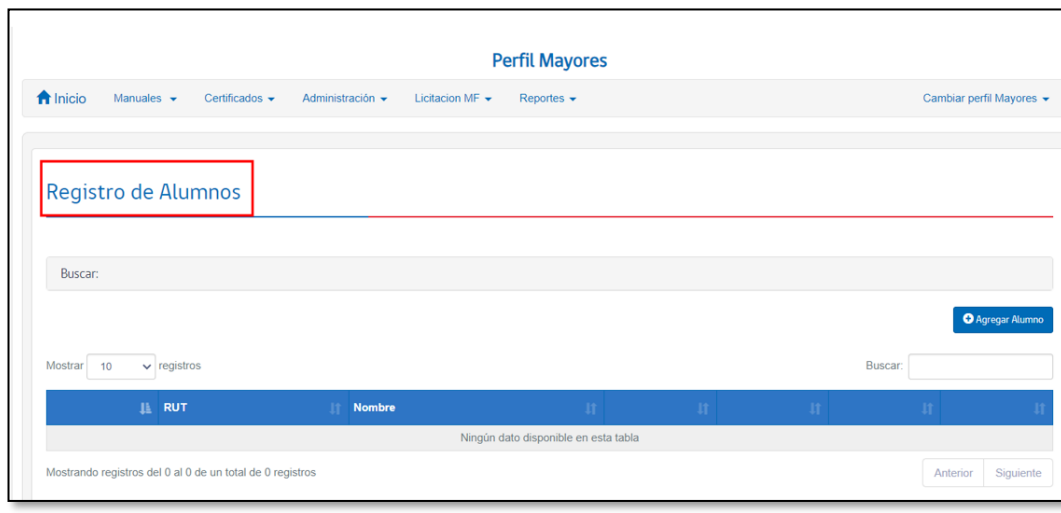 Perfil Mayores
Inicio Manuales Certificados Administración Licitacion MF Reportes Cambiar perfil Mayores
Registro de Alumnos
Buscar:
Agregar Alumno
Mostrar 10 registros Buscar:
RUT Nombre
Ningún dato disponible en esta tabla
Mostrando registros del 0 al 0 de un total de 0 registros Anterior Siguiente